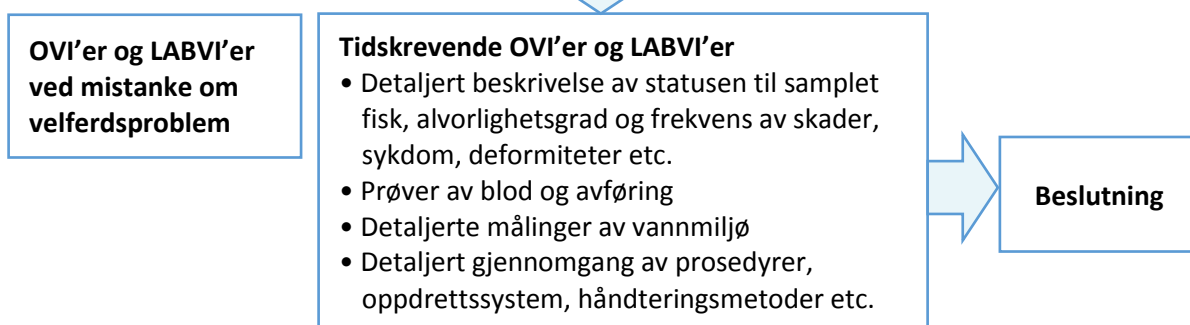 OVI’er og LABVI’er
ved mistanke om
velferdsproblem
Tidskrevende OVI’er og LABVI’er
• Detaljert beskrivelse av statusen til samplet
fisk, alvorlighetsgrad og frekvens av skader,
sykdom, deformiteter etc.
• Prøver av blod og avføring
• Detaljerte målinger av vannmiljø
• Detaljert gjennomgang av prosedyrer,
oppdrettssystem, håndteringsmetoder etc.
Beslutning